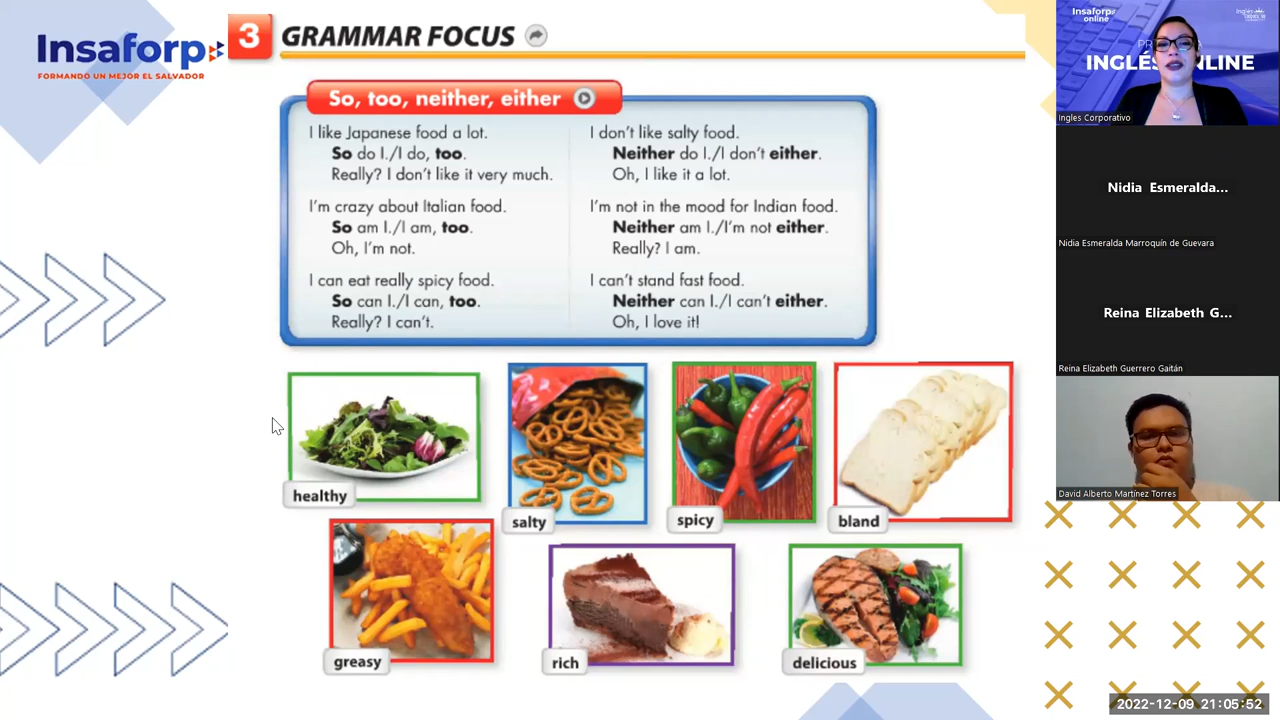 Insaforp
FORMANDO UN MEJOR EL SALVADOR
3 GRAMMAR FOCUS
So, too, neither, either
I like Japanese food a lot.
So do I./I do, too.
Really? I don't like it very much.
I'm crazy about Italian food.
So am I./I am, too.
Oh, I'm not.
I can eat really spicy food.
So can I./I can, too.
Really? I can't.
I don't like salty food.
Neither do I./I don't either.
Oh, I like it a lot.
I'm not in the mood for Indian food.
Neither am I./I'm not either.
Really? I am.
I can't stand fast food.
Neither can I./I can't either.
Oh, I love it!
healthy
salty
spicy
bland
greasy
rich
delicious
Insaforp
online
INGLÉS ONLINE
Ingles Corporativo
Nidia Esmeralda...
Nidia Esmeralda Marroquín de Guevara
Reina Elizabeth G...
Reina Elizabeth Guerrero Gaitán
David Alberto Martínez Torres
2022-12-09 21:05:52